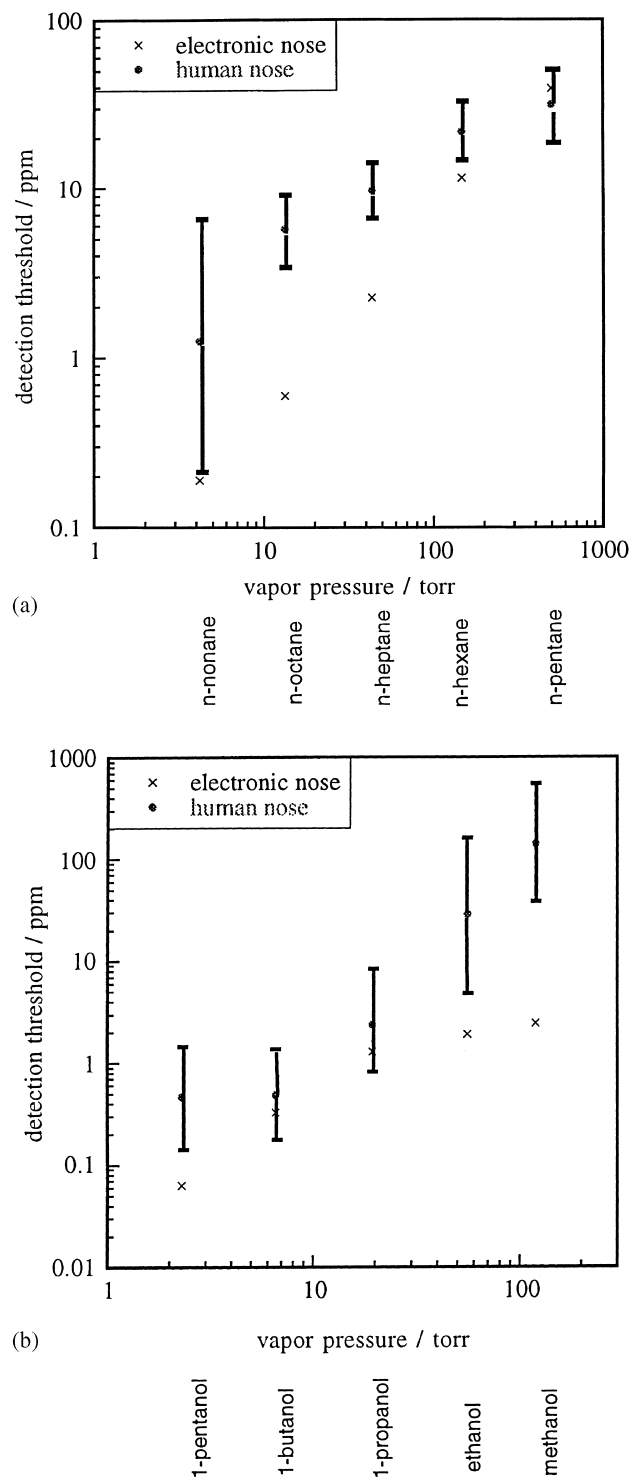 100
× electronic nose
human nose
10
1
0.1
detection threshold / ppm
1 10 100 1000
vapor pressure / torr
(a)
n-nonane n-octane n-heptane n-hexane n-pentane
1000
× electronic nose
human nose
100
10
1
0.1
0.01
detection threshold / ppm
1 10 100
vapor pressure / torr
(b)
1-pentanol 1-butanol 1-propanol ethanol methanol